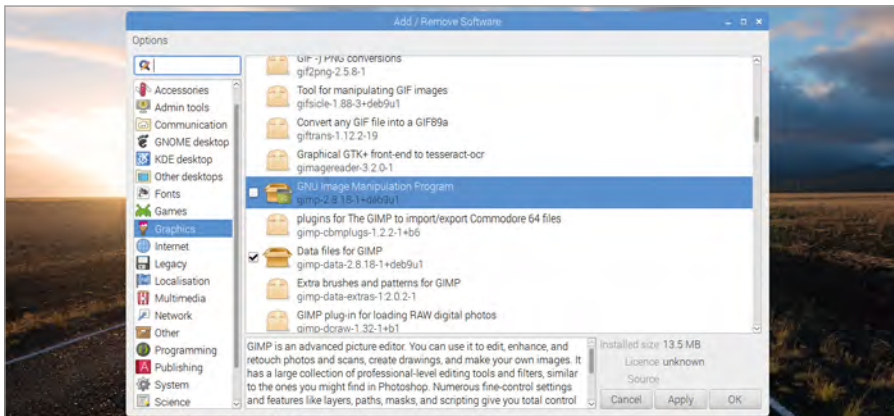 Add / Remove Software
Options
Accessories
Admin tools
Communication
GNOME desktop
KDE desktop
Other desktops
Fonts
Games
Graphics
Internet
Legacy
Localisation
Multimedia
Network
Other
Programming
Publishing
System
Science
GIF -) PNG conversions
gif2png-2.5.8-1
Tool for manipulating GIF images
gifsicle-1.88-3+deb9u1
Convert any GIF file into a GIF89a
giftrans-1.12.2-19
Graphical GTK+ front-end to tesseract-ocr
gimagereader-3.2.0-1
GNU Image Manipulation Program
gimp-2.8.18-1+deb9u1
plugins for The GIMP to import/export Commodore 64 files
gimp-cbmplugs-1.2.2-1+b6
Data files for GIMP
gimp-data-2.8.18-1+deb9u1
Extra brushes and patterns for GIMP
gimp-data-extras-1:2.0.2-1
GIMP plug-in for loading RAW digital photos
gimp-dcraw-1.32-1+b1
GIMP is an advanced picture editor. You can use it to edit, enhance, and
retouch photos and scans, create drawings, and make your own images. It
has a large collection of professional-level editing tools and filters, similar
to the ones you might find in Photoshop. Numerous fine-control settings
and features like layers, paths, masks, and scripting give you total control
Installed size 13.5 MB
Licence unknown
Source
Cancel
Apply
OK